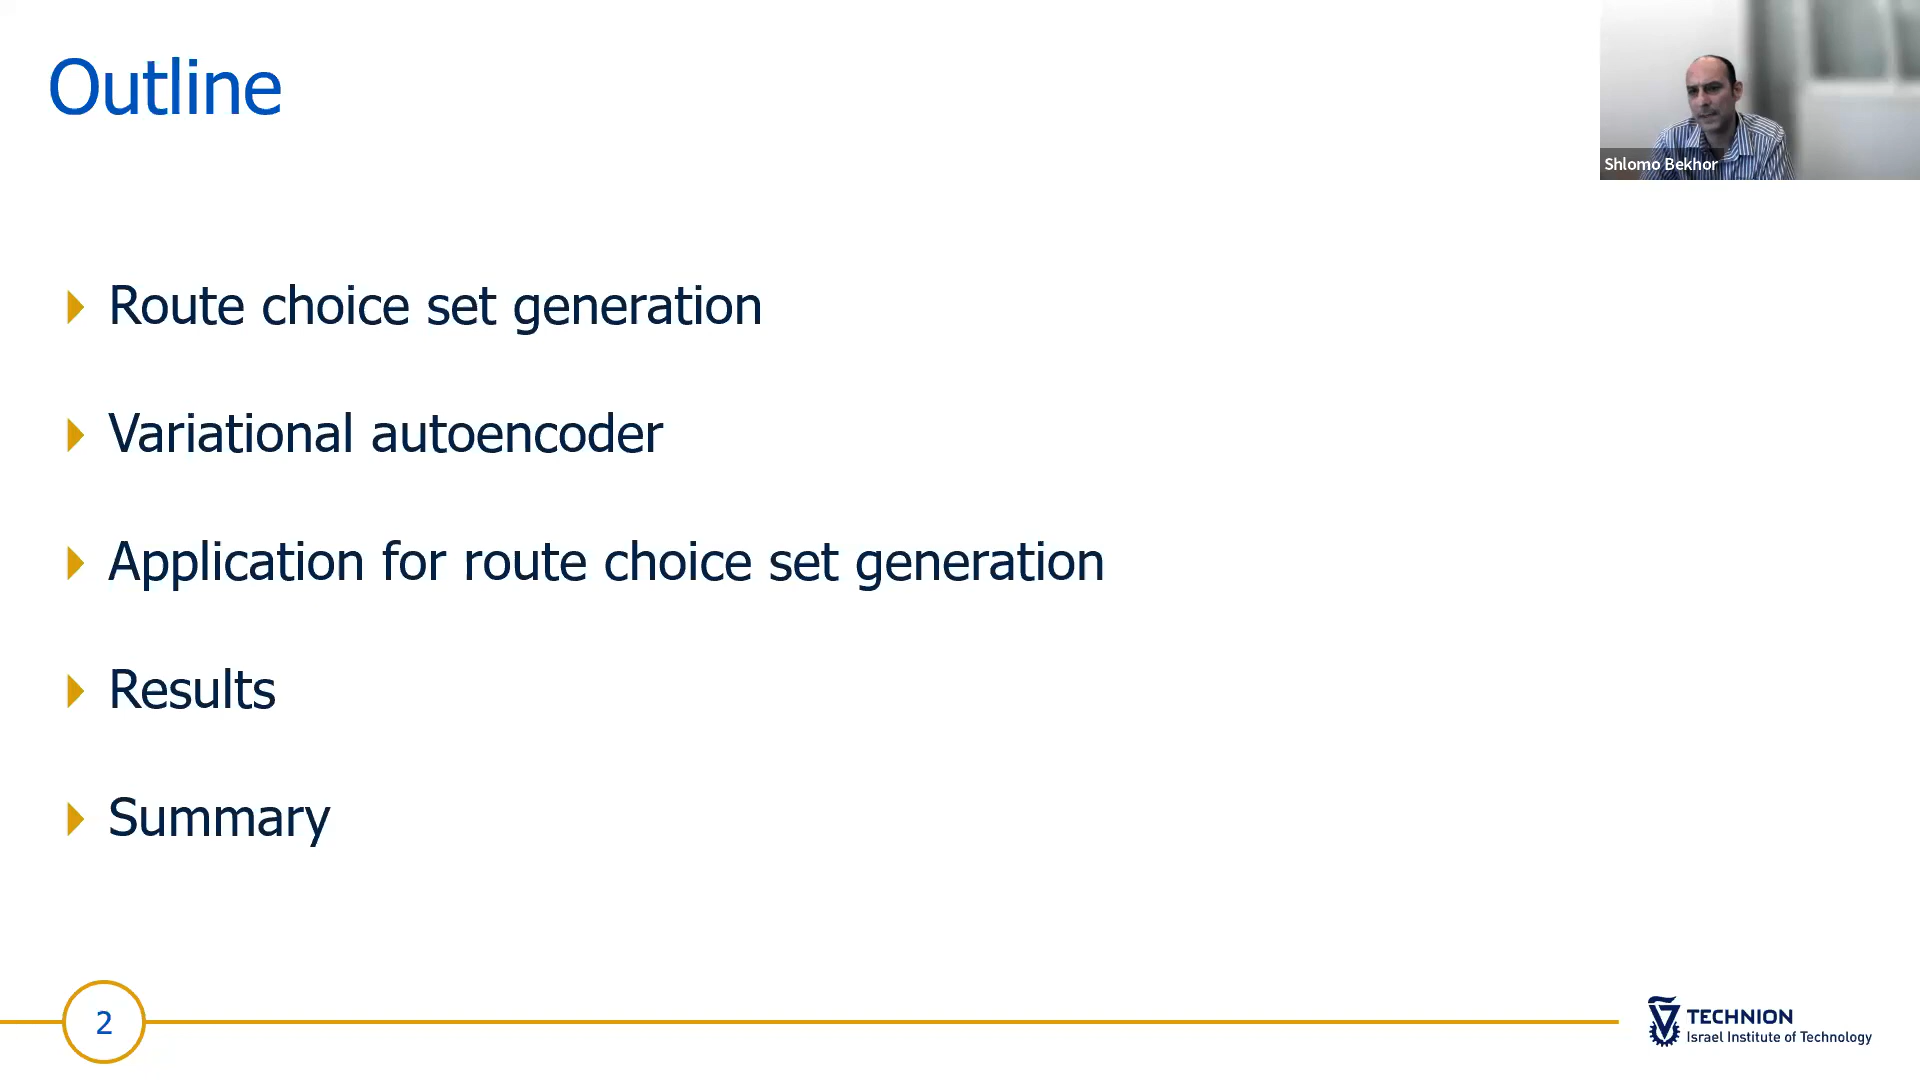 Outline
Shlomo Bekhor
Route choice set generation
Variational autoencoder
Application for route choice set generation
Results
Summary
2
TECHNION
Israel Institute of Technology